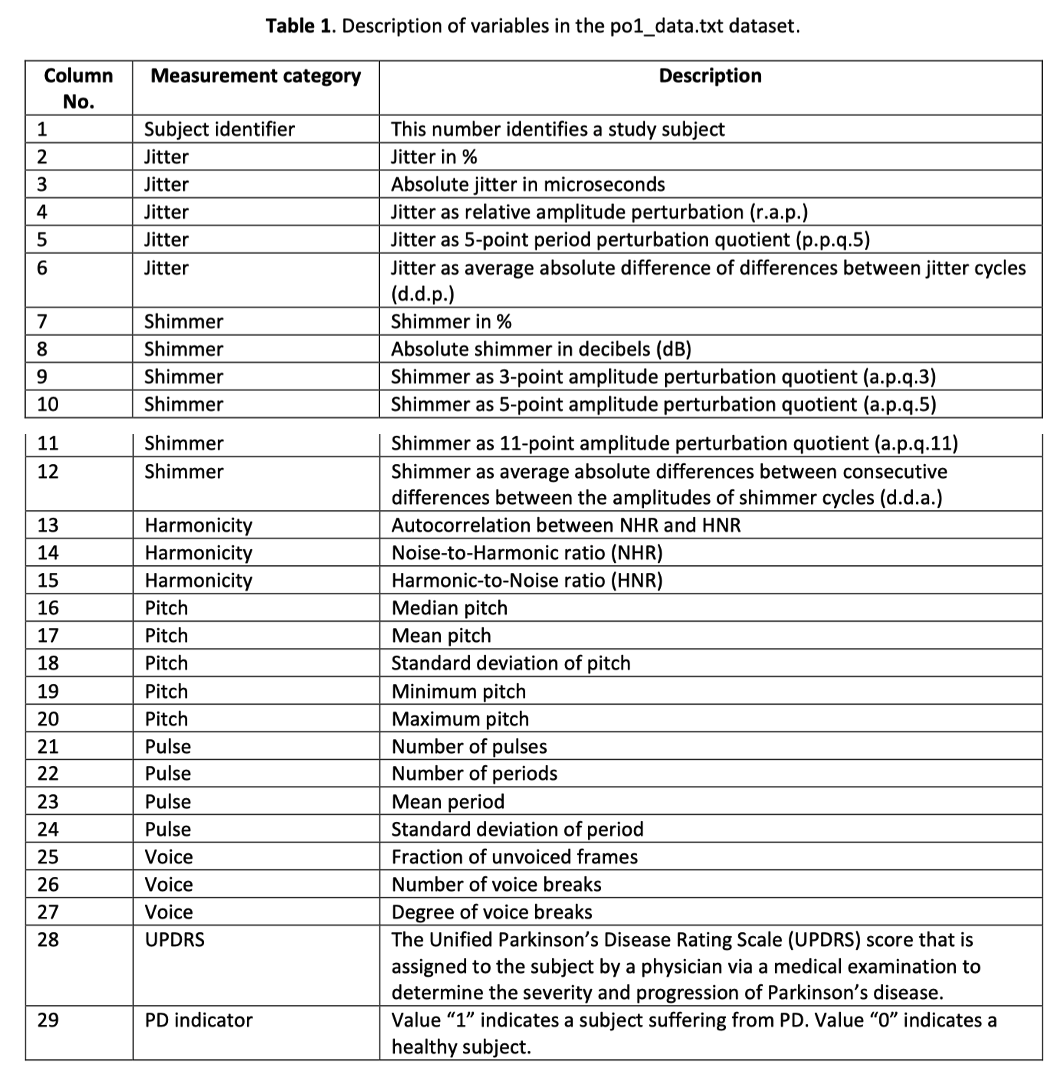 Table 1. Description of variables in the po1_data.txt dataset.
Column No. Measurement category Description
1 Subject identifier This number identifies a study subject
2 Jitter Jitter in %
3 Jitter Absolute jitter in microseconds
4 Jitter Jitter as relative amplitude perturbation (r.a.p.)
5 Jitter Jitter as 5-point period perturbation quotient (p.p.q.5)
6 Jitter Jitter as average absolute difference of differences between jitter cycles
(d.d.p.)
7 Shimmer Shimmer in %
8 Shimmer Absolute shimmer in decibels (dB)
9 Shimmer Shimmer as 3-point amplitude perturbation quotient (a.p.q.3)
10 Shimmer Shimmer as 5-point amplitude perturbation quotient (a.p.q.5)
11 Shimmer Shimmer as 11-point amplitude perturbation quotient (a.p.q.11)
12 Shimmer Shimmer as average absolute differences between consecutive
differences between the amplitudes of shimmer cycles (d.d.a.)
13 Harmonicity Autocorrelation between NHR and HNR
14 Harmonicity Noise-to-Harmonic ratio (NHR)
15 Harmonicity Harmonic-to-Noise ratio (HNR)
16 Pitch Median pitch
17 Pitch Mean pitch
18 Pitch Standard deviation of pitch
19 Pitch Minimum pitch
20 Pitch Maximum pitch
21 Pulse Number of pulses
22 Pulse Number of periods
23 Pulse Mean period
24 Pulse Standard deviation of period
25 Voice Fraction of unvoiced frames
26 Voice Number of voice breaks
27 Voice Degree of voice breaks
28 UPDRS The Unified Parkinson’s Disease Rating Scale (UPDRS) score that is
assigned to the subject by a physician via a medical examination to
determine the severity and progression of Parkinson’s disease.
29 PD indicator Value “1” indicates a subject suffering from PD. Value “0” indicates a
healthy subject.